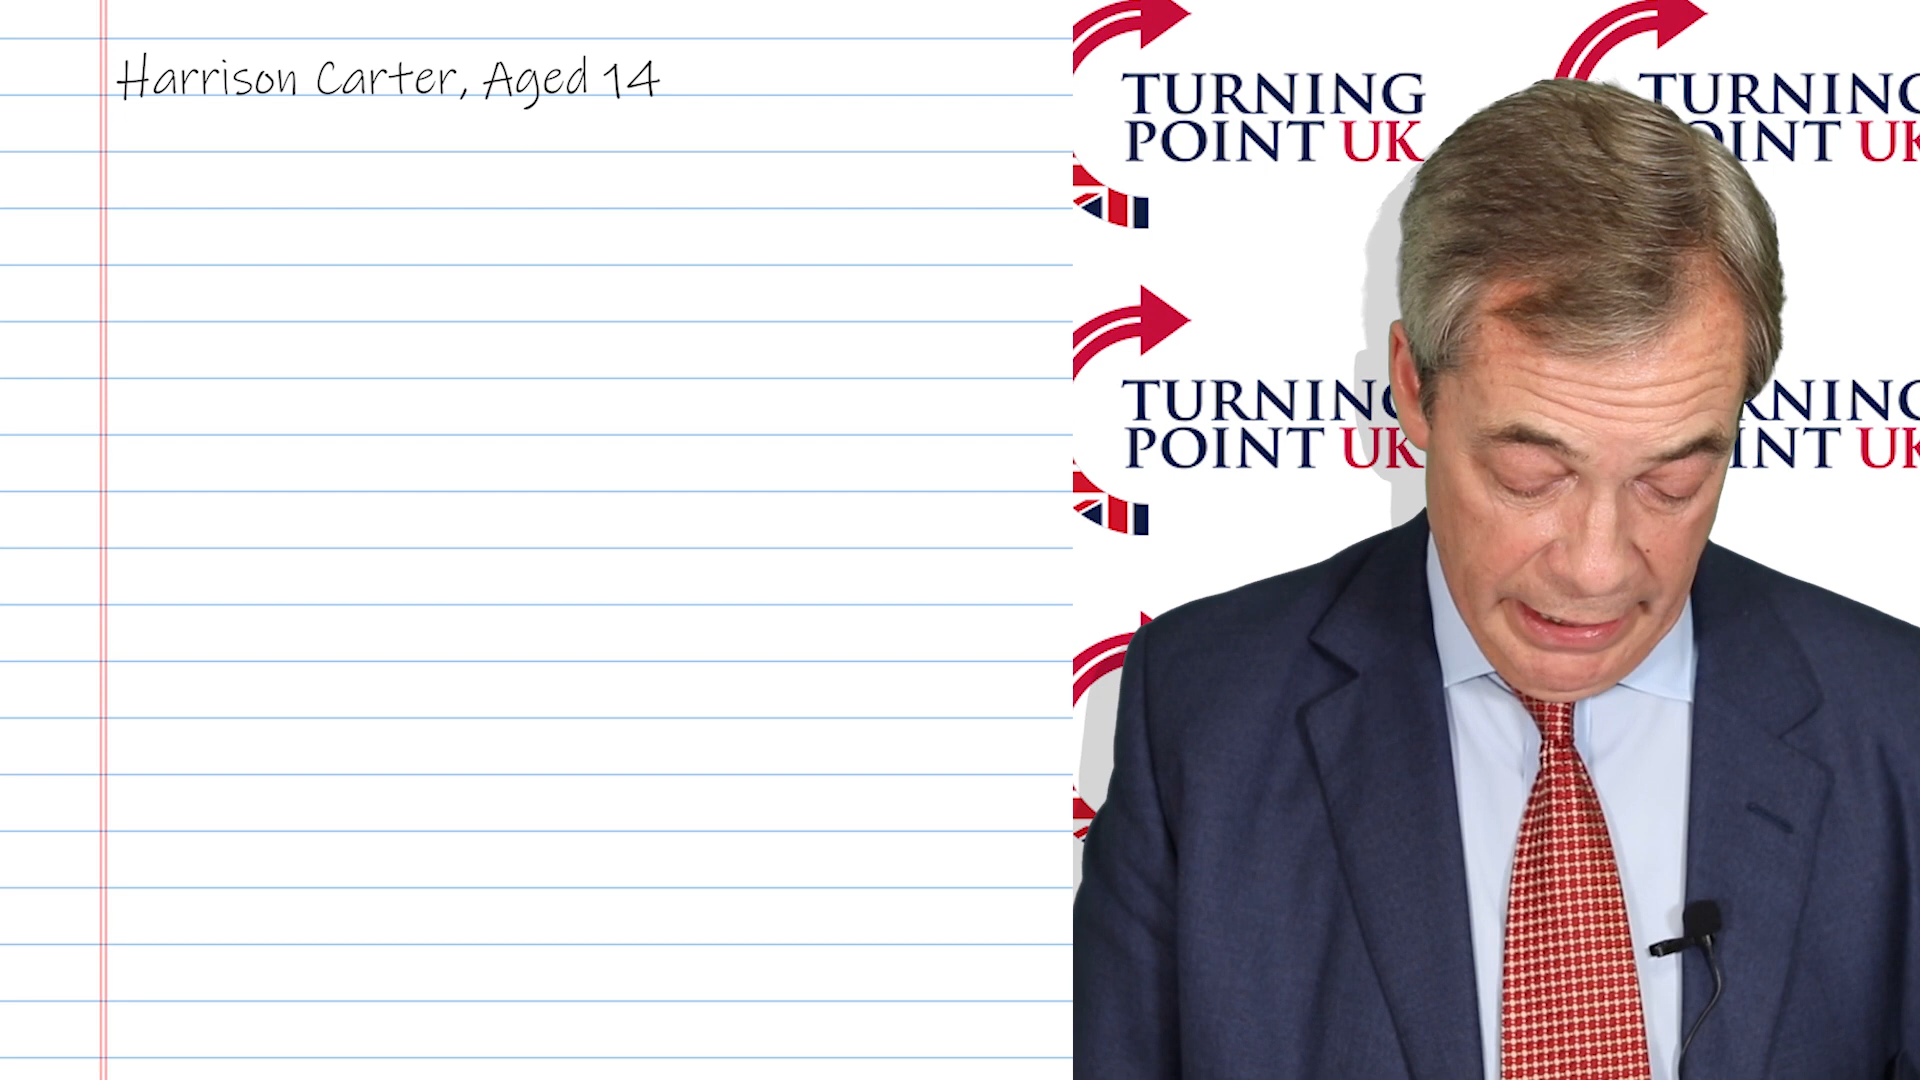 Harrison Carter, Aged 14
TURNING
POINT UK
TURNING
POINT UK
TURNING
POINT UK